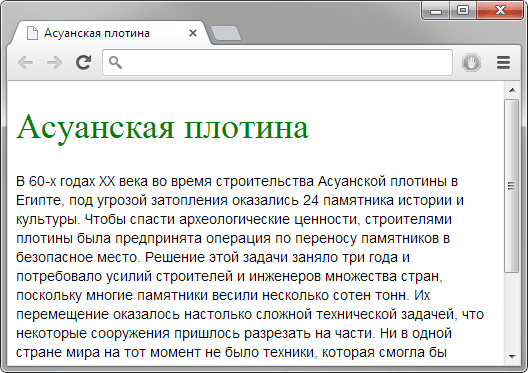 Асуанская плотина
Асуанская плотина
В 60-х годах XX века во время строительства Асуанской плотины в
Египте, под угрозой затопления оказались 24 памятника истории и
культуры. Чтобы спасти археологические ценности, строителями
плотины была предпринята операция по переносу памятников в
безопасное место. Решение этой задачи заняло три года и
потребовало усилий строителей и инженеров множества стран,
поскольку многие памятники весили несколько сотен тонн. Их
перемещение оказалось настолько сложной технической задачей, что
некоторые сооружения пришлось разрезать на части. Ни в одной
стране мира на тот момент не было техники, которая смогла бы